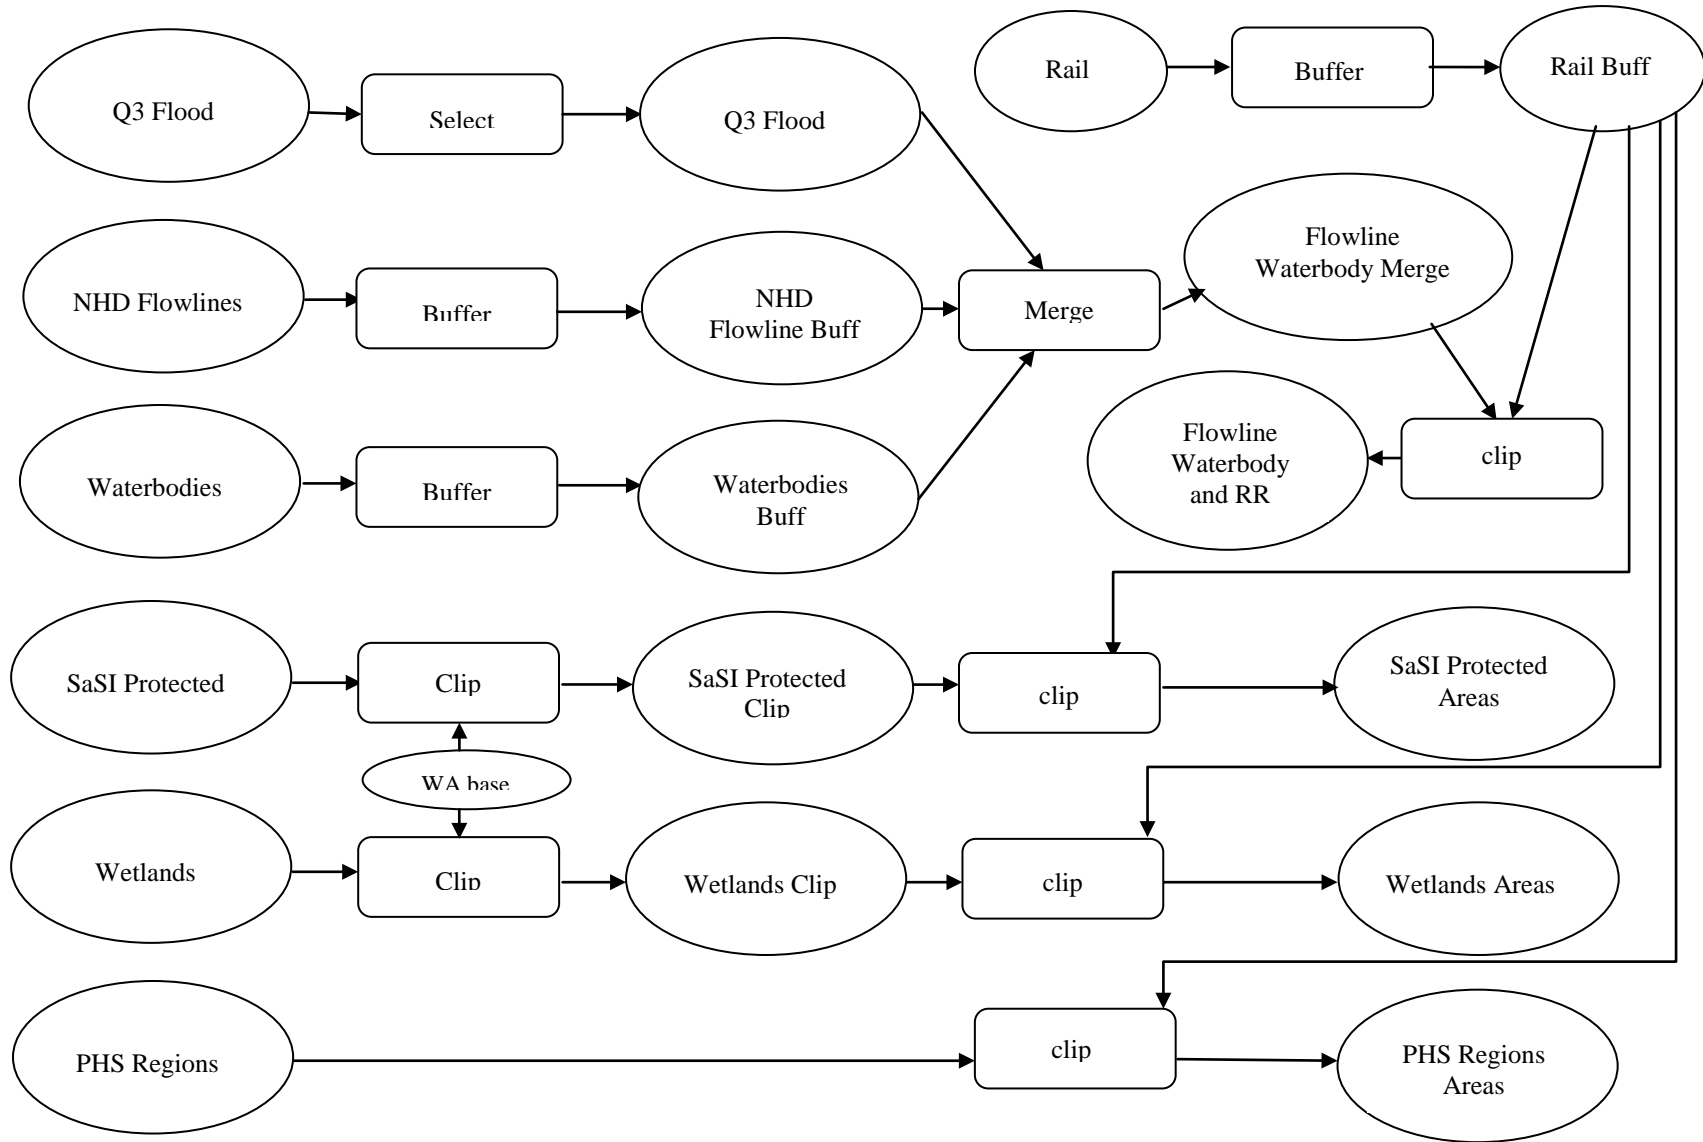 Q3 Flood
Select
Q3 Flood
Rail
Buffer
Rail Buff
NHD Flowlines
Buffer
NHD
Flowline Buff
Merge
Flowline
Waterbody Merge
Waterbodies
Buffer
Waterbodies
Buff
Flowline
Waterbody
and RR
clip
SaSI Protected
Clip
SaSI Protected
Clip
clip
SaSI Protected
Areas
WA base
Wetlands
Clip
Wetlands Clip
clip
Wetlands Areas
PHS Regions
clip
PHS Regions
Areas